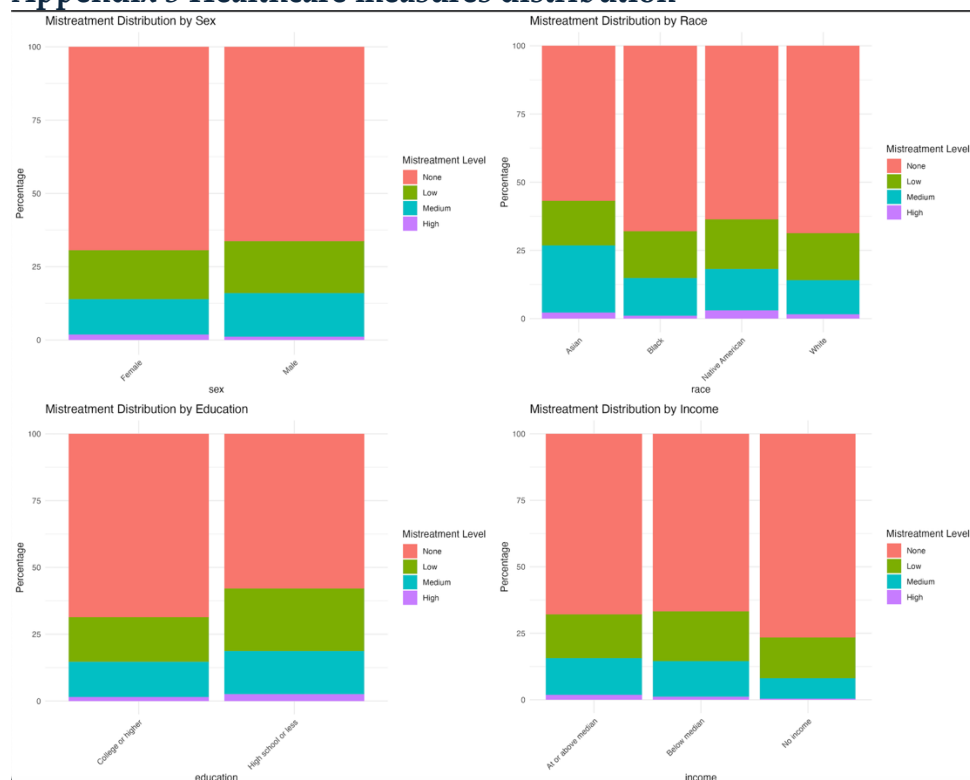 Appendix Healthcare measures distribution
Mistreatment Distribution by Sex
Percentage
100
75
50
25
0
Female
Male
sex
Mistreatment Level
None
Low
Medium
High
Mistreatment Distribution by Race
Percentage
100
75
50
25
0
Asian
Black
Native American
White
race
Mistreatment Level
None
Low
Medium
High
Mistreatment Distribution by Education
Percentage
100
75
50
25
0
College or higher
High school or less
education
Mistreatment Level
None
Low
Medium
High
Mistreatment Distribution by Income
Percentage
100
75
50
25
0
At or above median
Below median
No income
income
Mistreatment Level
None
Low
Medium
High